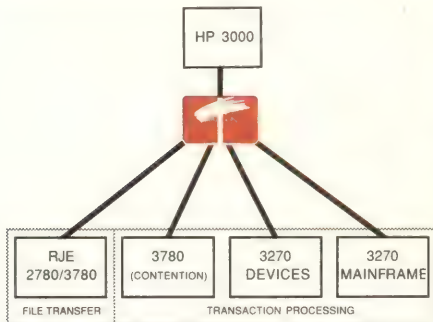 HP 3000
RJE
2780/3780
3780
(CONTENTION)
3270
DEVICES
3270
MAINFRAME
FILE TRANSFER
TRANSACTION PROCESSING